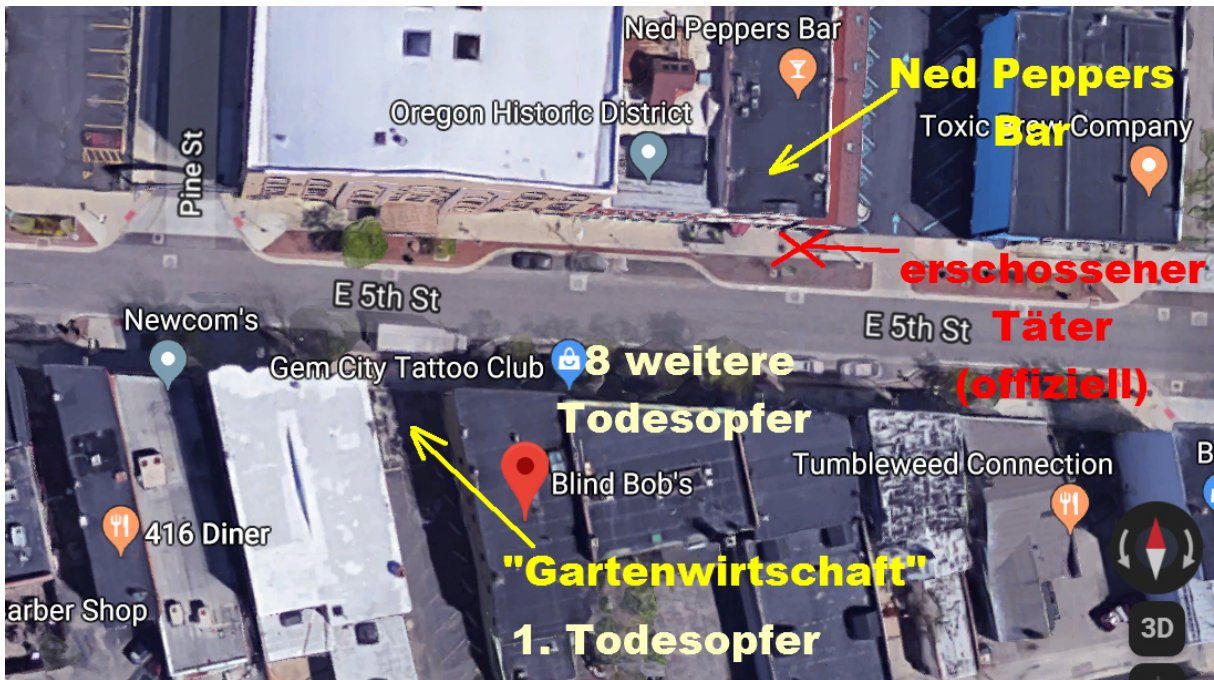 Ned Peppers Bar
Ned Peppers
Bar
Oregon Historic District
Toxic Brew Company
Pine St
erschossener
Täter
(offiziell)
E 5th St
E 5th St
Newcom's
Gem City Tattoo Club
8 weitere
Todesopfer
Blind Bob's
Tumbleweed Connection
B
416 Diner
"Gartenwirtschaft"
1. Todesopfer
arber Shop
3D